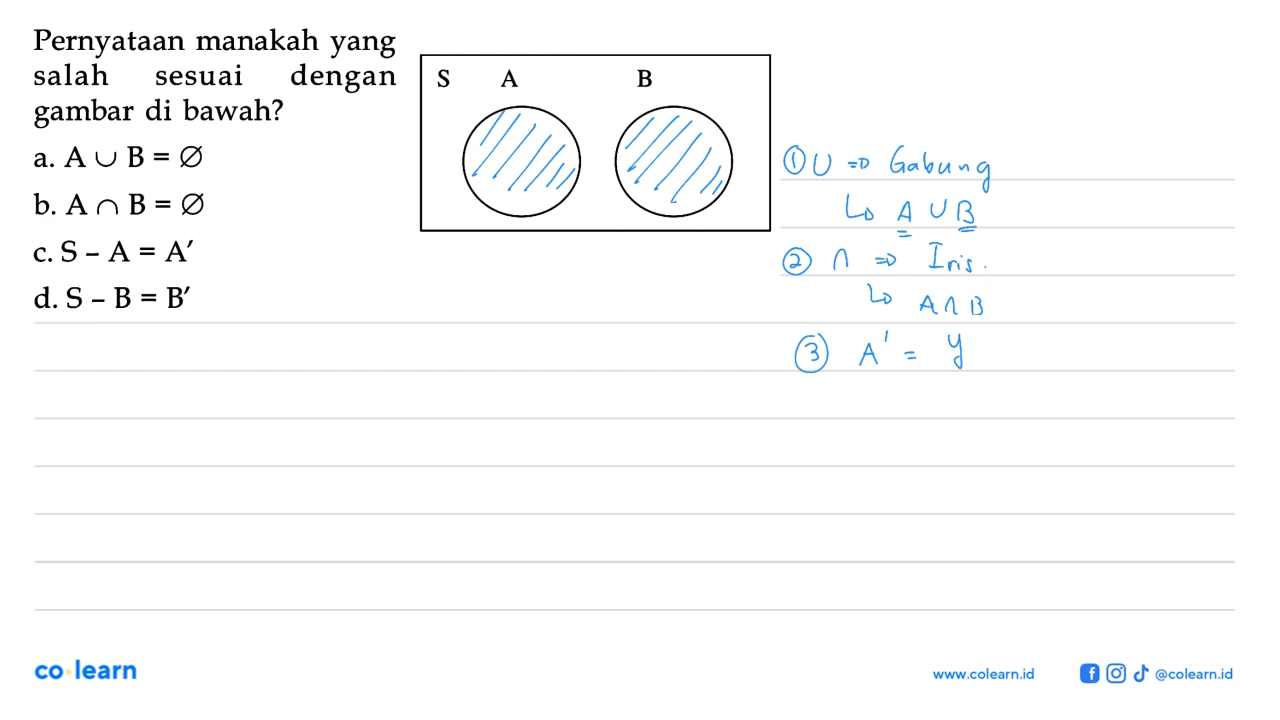 Pernyataan manakah yang
salah sesuai dengan
gambar di bawah?
a. A ∪ B = ∅
b. A ∩ B = ∅
c. S – A = A′
d. S – B = B′
S A B
① ∪ ⇒ Gabung
↳ A ∪ B
② ∩ ⇒ Iris.
↳ A ∩ B
③ A' = y
co learn
www.colearn.id
@colearn.id